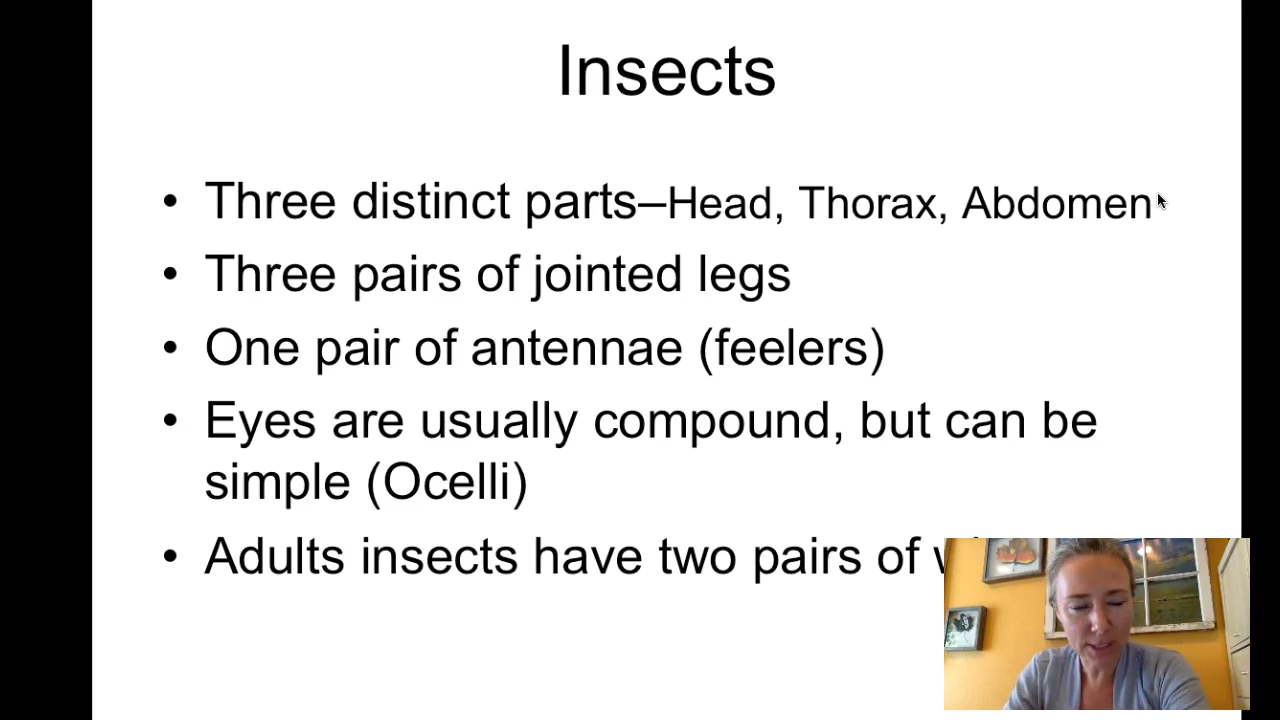 Insects
• Three distinct parts–Head, Thorax, Abdomen
• Three pairs of jointed legs
• One pair of antennae (feelers)
• Eyes are usually compound, but can be
simple (Ocelli)
• Adults insects have two pairs of